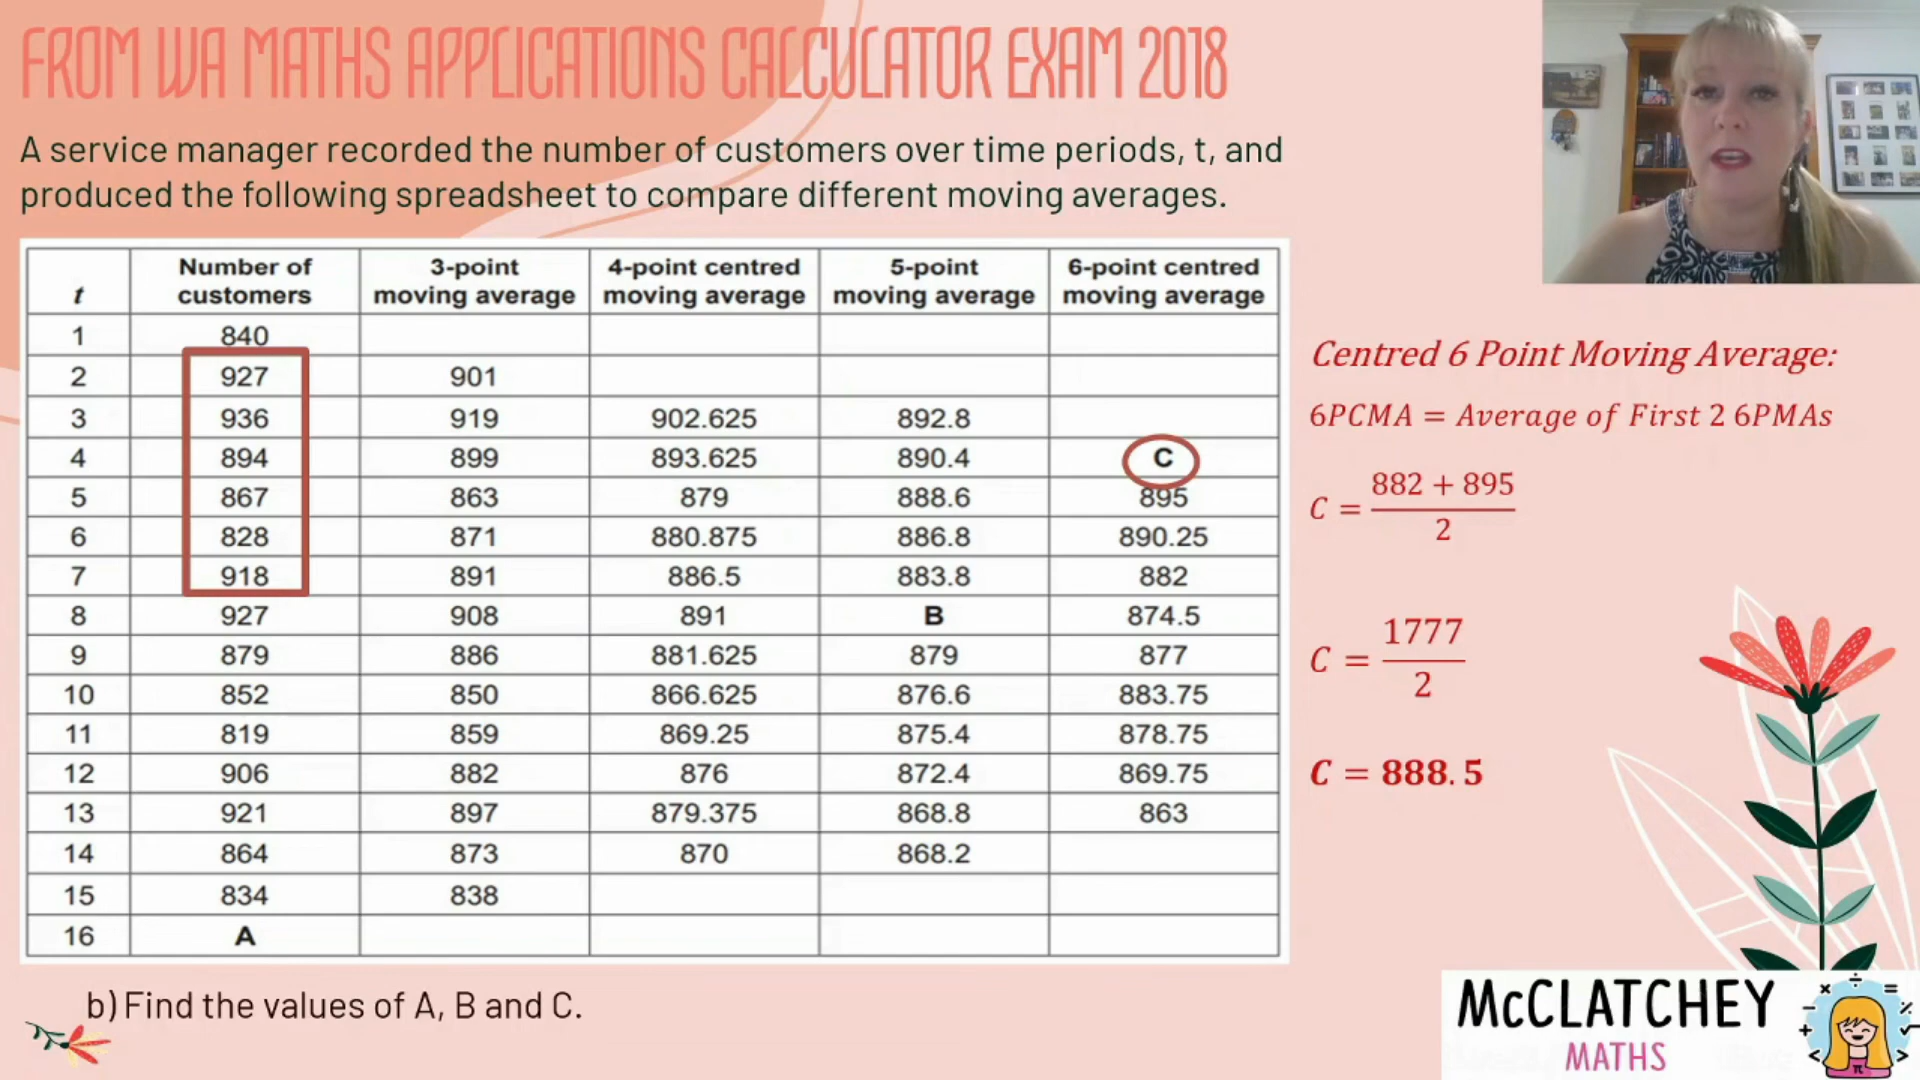 FROM WA MATHS APPLICATIONS CALCULATOR EXAM 2018
A service manager recorded the number of customers over time periods, t, and
produced the following spreadsheet to compare different moving averages.
t Number of customers 3-point moving average 4-point centred moving average 5-point moving average 6-point centred moving average
1 840
2 927 901
3 936 919 902.625 892.8
4 894 899 893.625 890.4 C
5 867 863 879 888.6 895
6 828 871 880.875 886.8 890.25
7 918 891 886.5 883.8 882
8 927 908 891 B 874.5
9 879 886 881.625 879 877
10 852 850 866.625 876.6 883.75
11 819 859 869.25 875.4 878.75
12 906 882 876 872.4 869.75
13 921 897 879.375 868.8 863
14 864 873 870 868.2
15 834 838
16 A
b) Find the values of A, B and C.
Centred 6 Point Moving Average:
6PCMA = Average of First 2 6PMAs
C = 882 + 895 / 2
C = 1777 / 2
C = 888.5
McCLATCHEY
MATHS